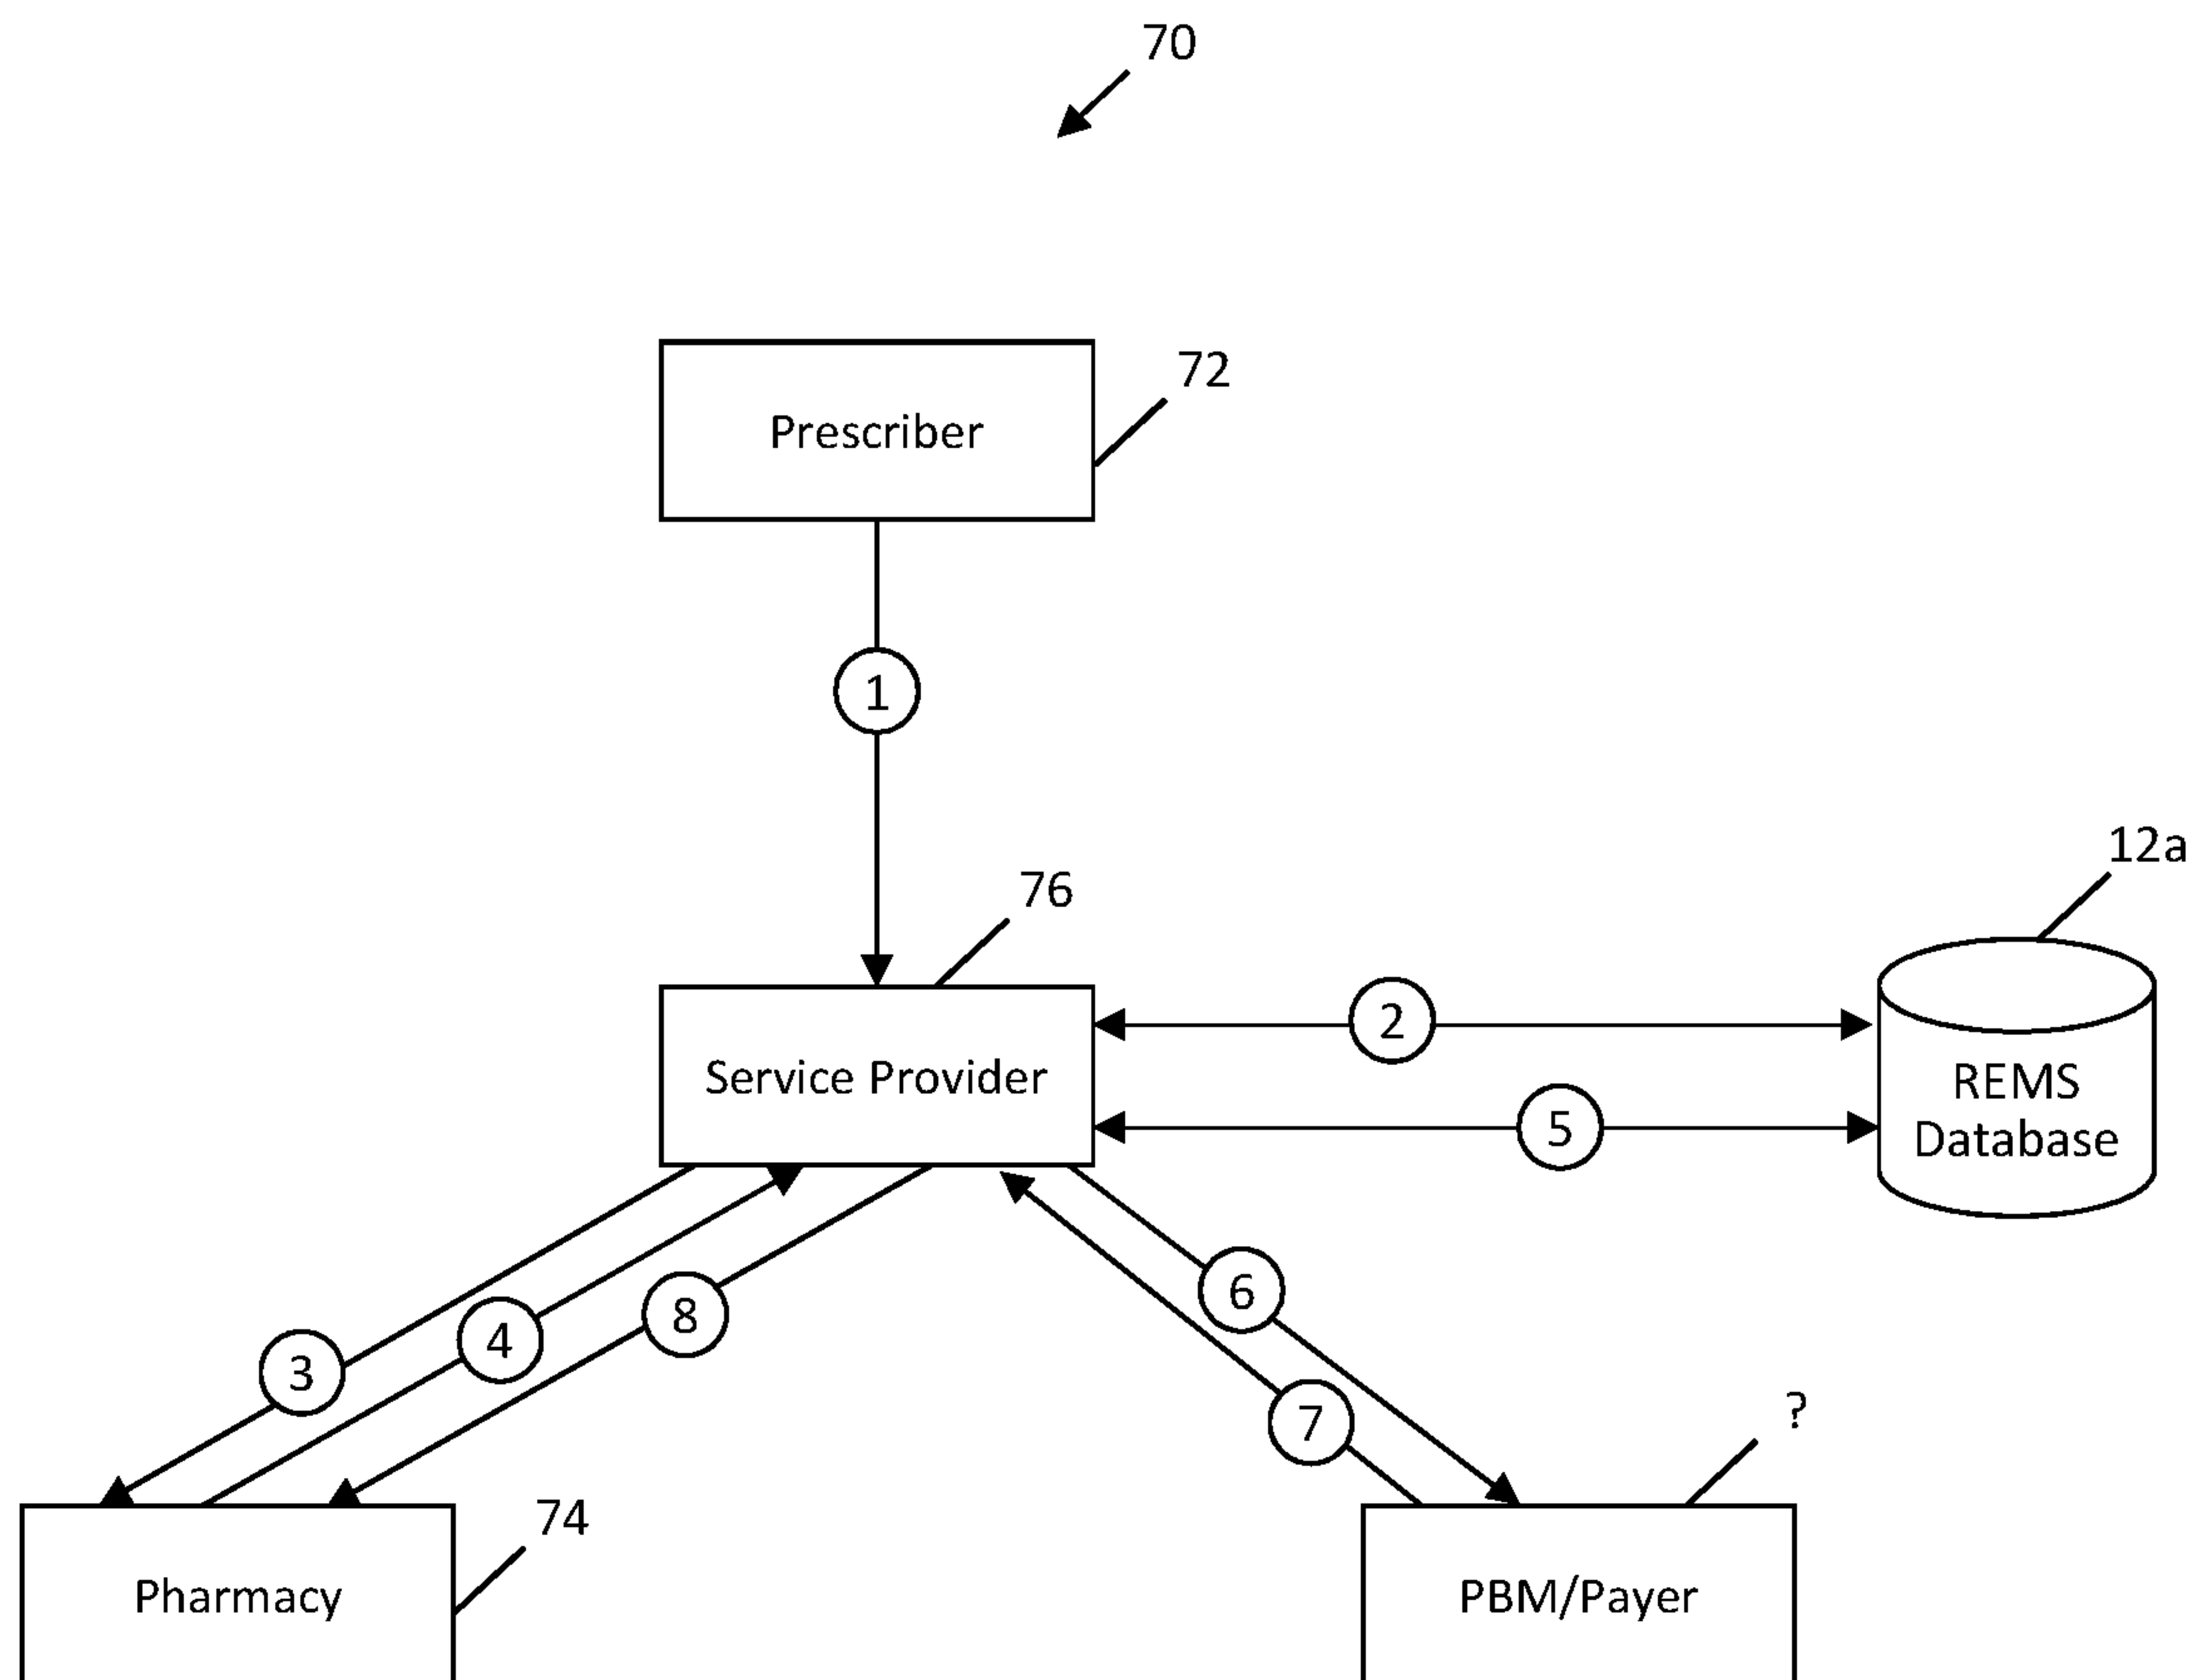 70
72
Prescriber
1
12a
76
2
Service Provider
REMS
Database
5
6
8
4
3
7
?
74
Pharmacy
PBM/Payer